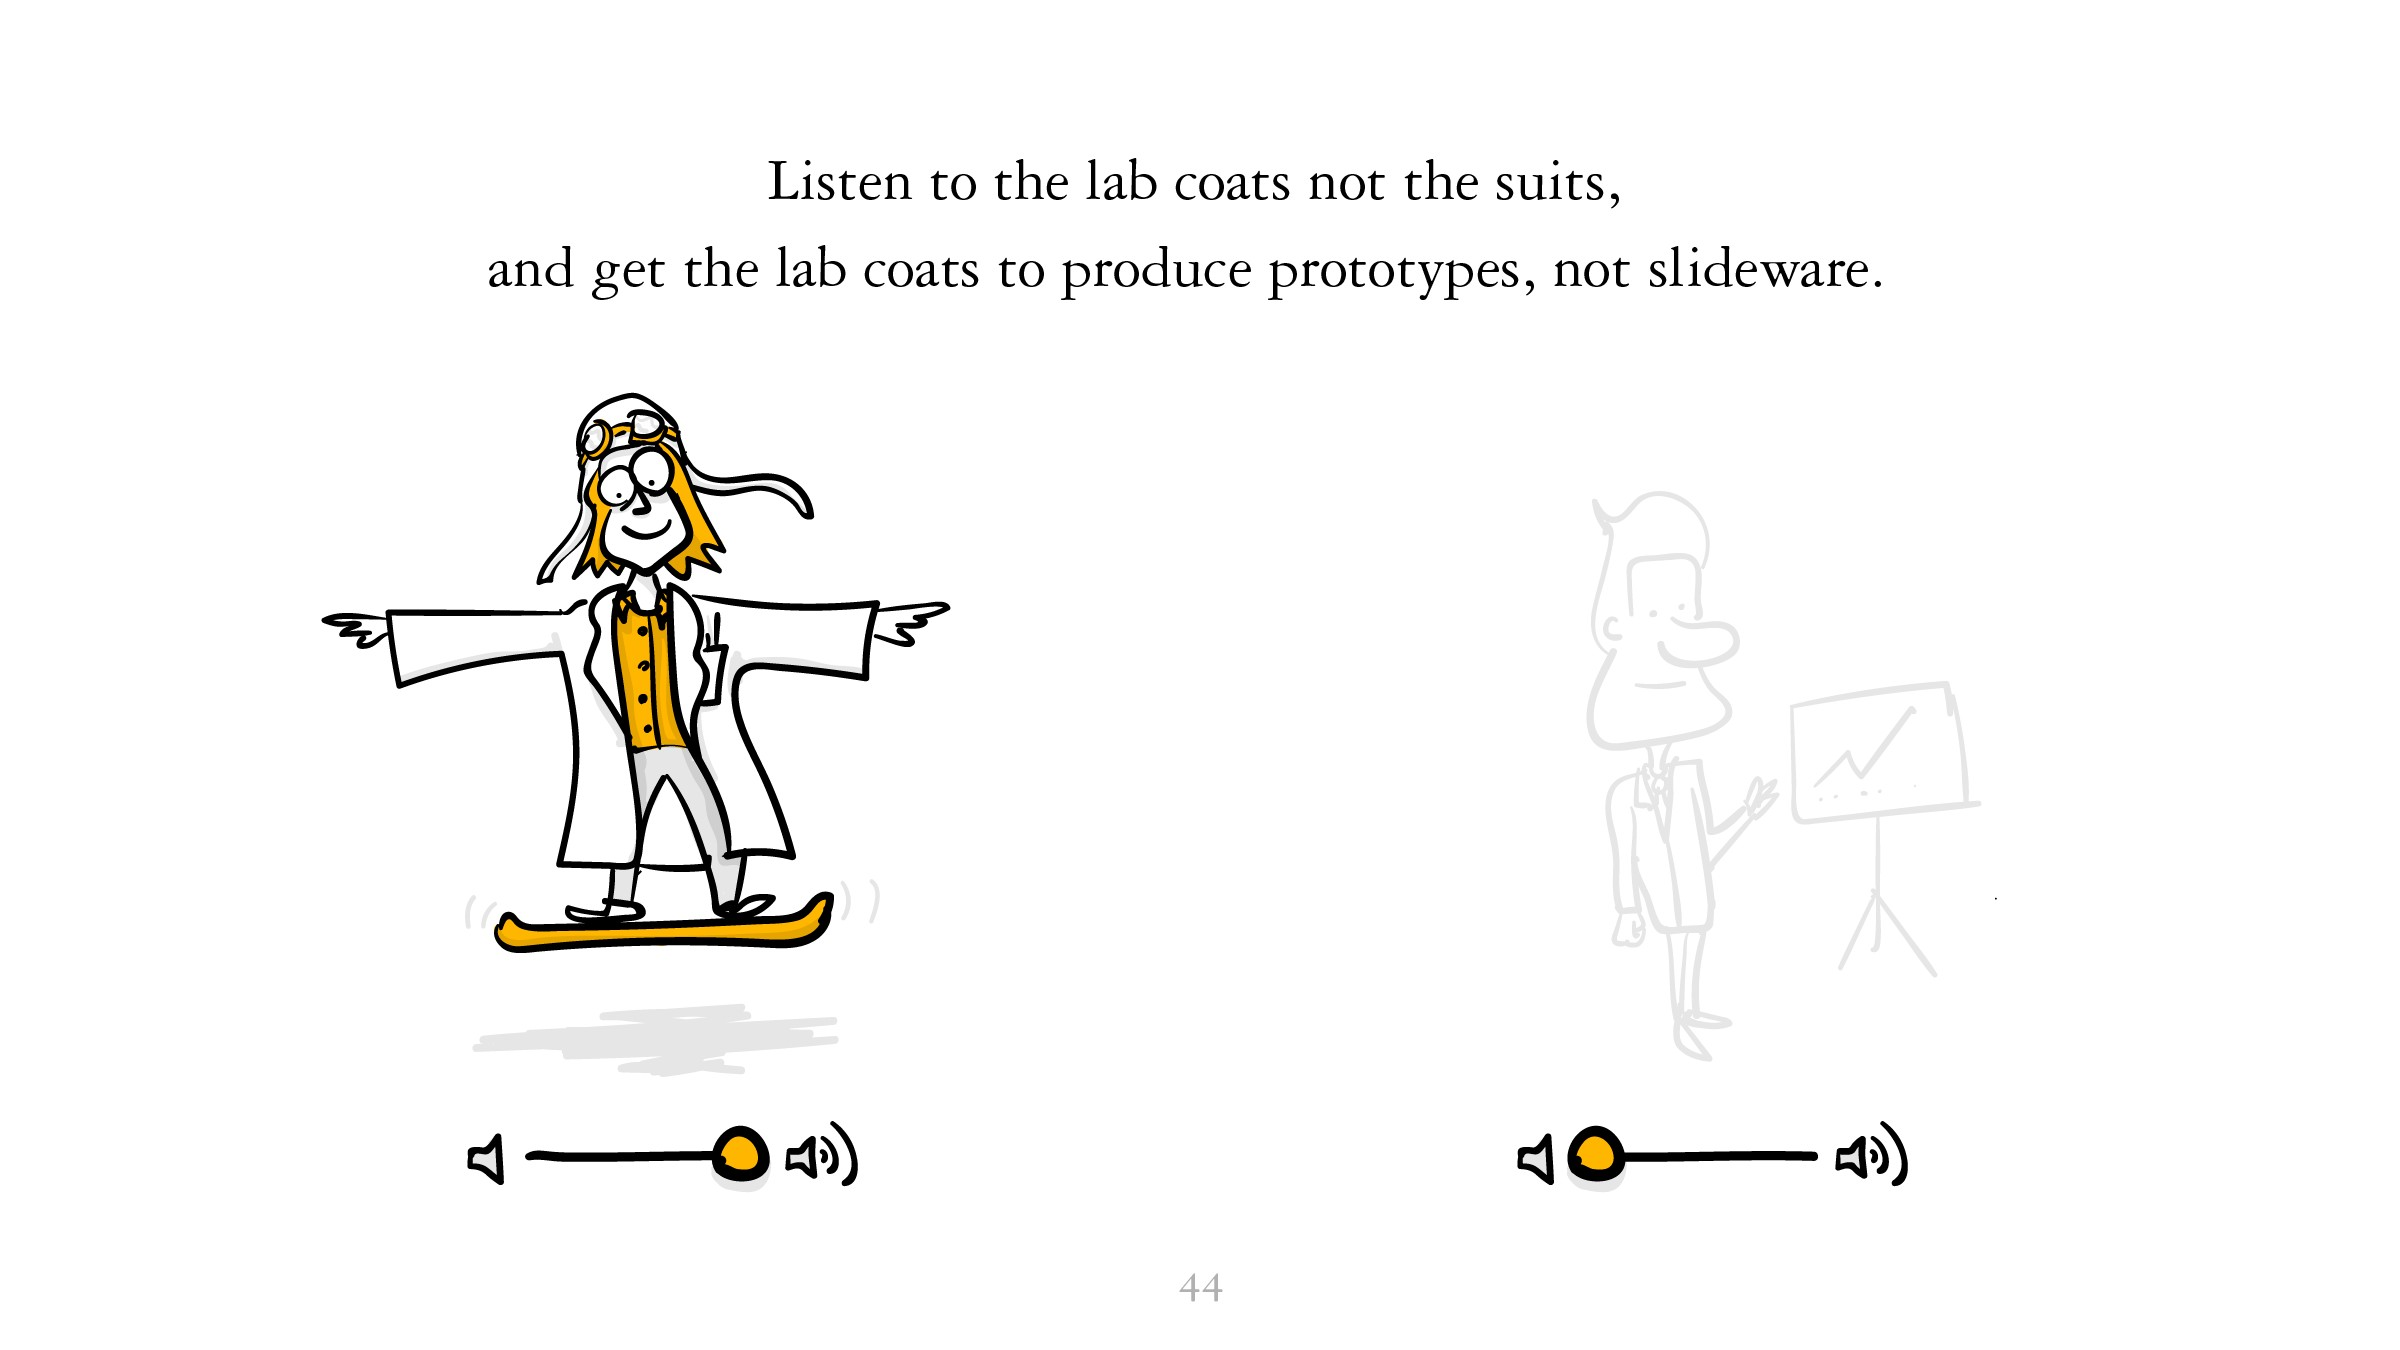 Listen to the lab coats not the suits,
and get the lab coats to produce prototypes, not slideware.
44